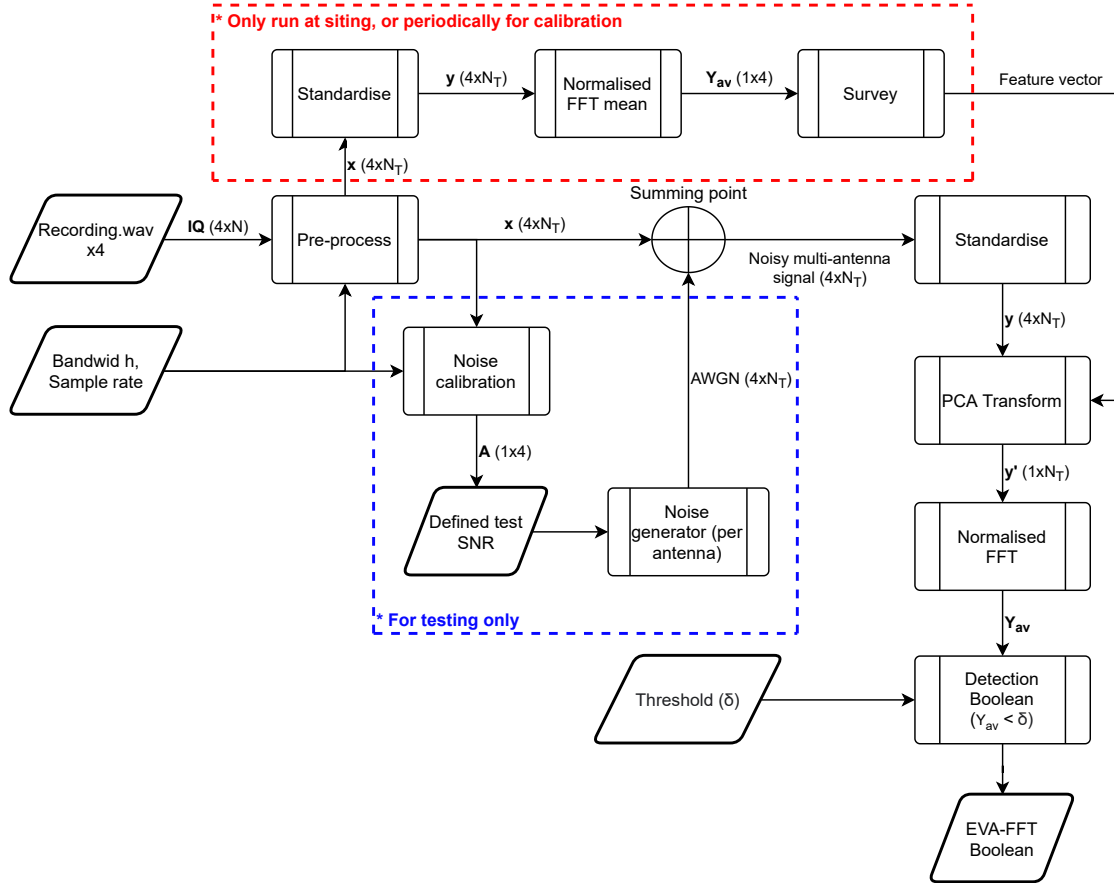 * Only run at siting, or periodically for calibration
Standardise
y (4xN_T)
Normalised
FFT mean
Y_av (1x4)
Survey
Feature vector
x (4xN_T)
Recording.wav
x4
IQ (4xN)
Pre-process
x (4xN_T)
Summing point
Noisy multi-antenna
signal (4xN_T)
Standardise
Bandwid h,
Sample rate
Noise
calibration
AWGN (4xN_T)
y (4xN_T)
PCA Transform
A (1x4)
y' (1xN_T)
Defined test
SNR
Noise
generator (per
antenna)
Normalised
FFT
* For testing only
Y_av
Threshold (δ)
Detection
Boolean
(Y_av < δ)
EVA-FFT
Boolean